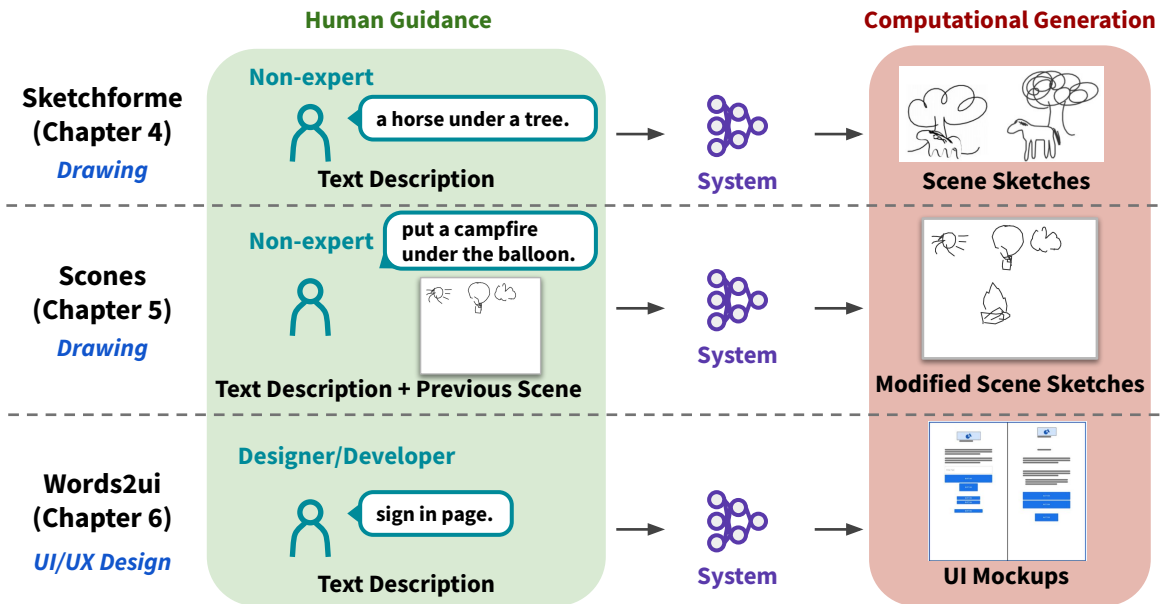 Human Guidance
Computational Generation
Sketchforme
(Chapter 4)
Drawing
Non-expert
a horse under a tree.
Text Description
System
Scene Sketches
Scones
(Chapter 5)
Drawing
Non-expert
put a campfire
under the balloon.
Text Description + Previous Scene
System
Modified Scene Sketches
Words2ui
(Chapter 6)
UI/UX Design
Designer/Developer
sign in page.
Text Description
System
UI Mockups